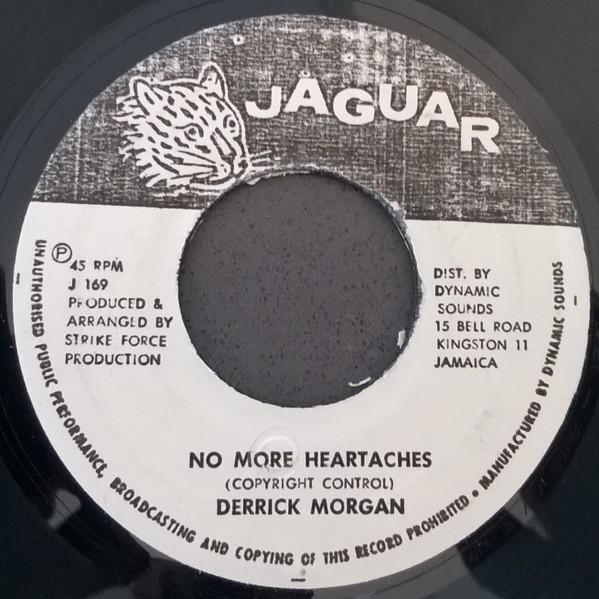 JAGUAR
℗ 45 RPM
J 169
PRODUCED &
ARRANGED BY
STRIKE FORCE
PRODUCTION
DIST. BY
DYNAMIC
SOUNDS
15 BELL ROAD
KINGSTON 11
JAMAICA
NO MORE HEARTACHES
(COPYRIGHT CONTROL)
DERRICK MORGAN
UNAUTHORISED PUBLIC PERFORMANCE, BROADCASTING AND COPYING OF THIS RECORD PROHIBITED • MANUFACTURED BY DYNAMIC SOUNDS